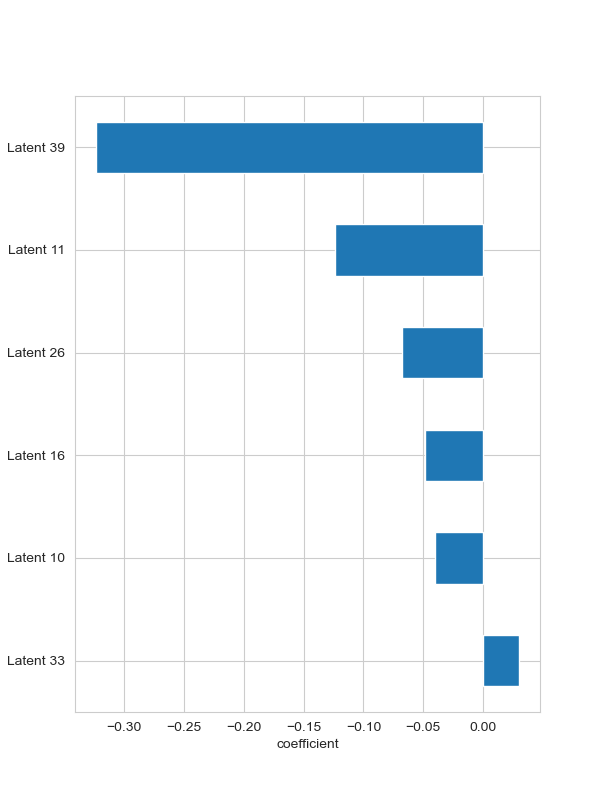 Latent 39
Latent 11
Latent 26
Latent 16
Latent 10
Latent 33
−0.30 −0.25 −0.20 −0.15 −0.10 −0.05 0.00
coefficient